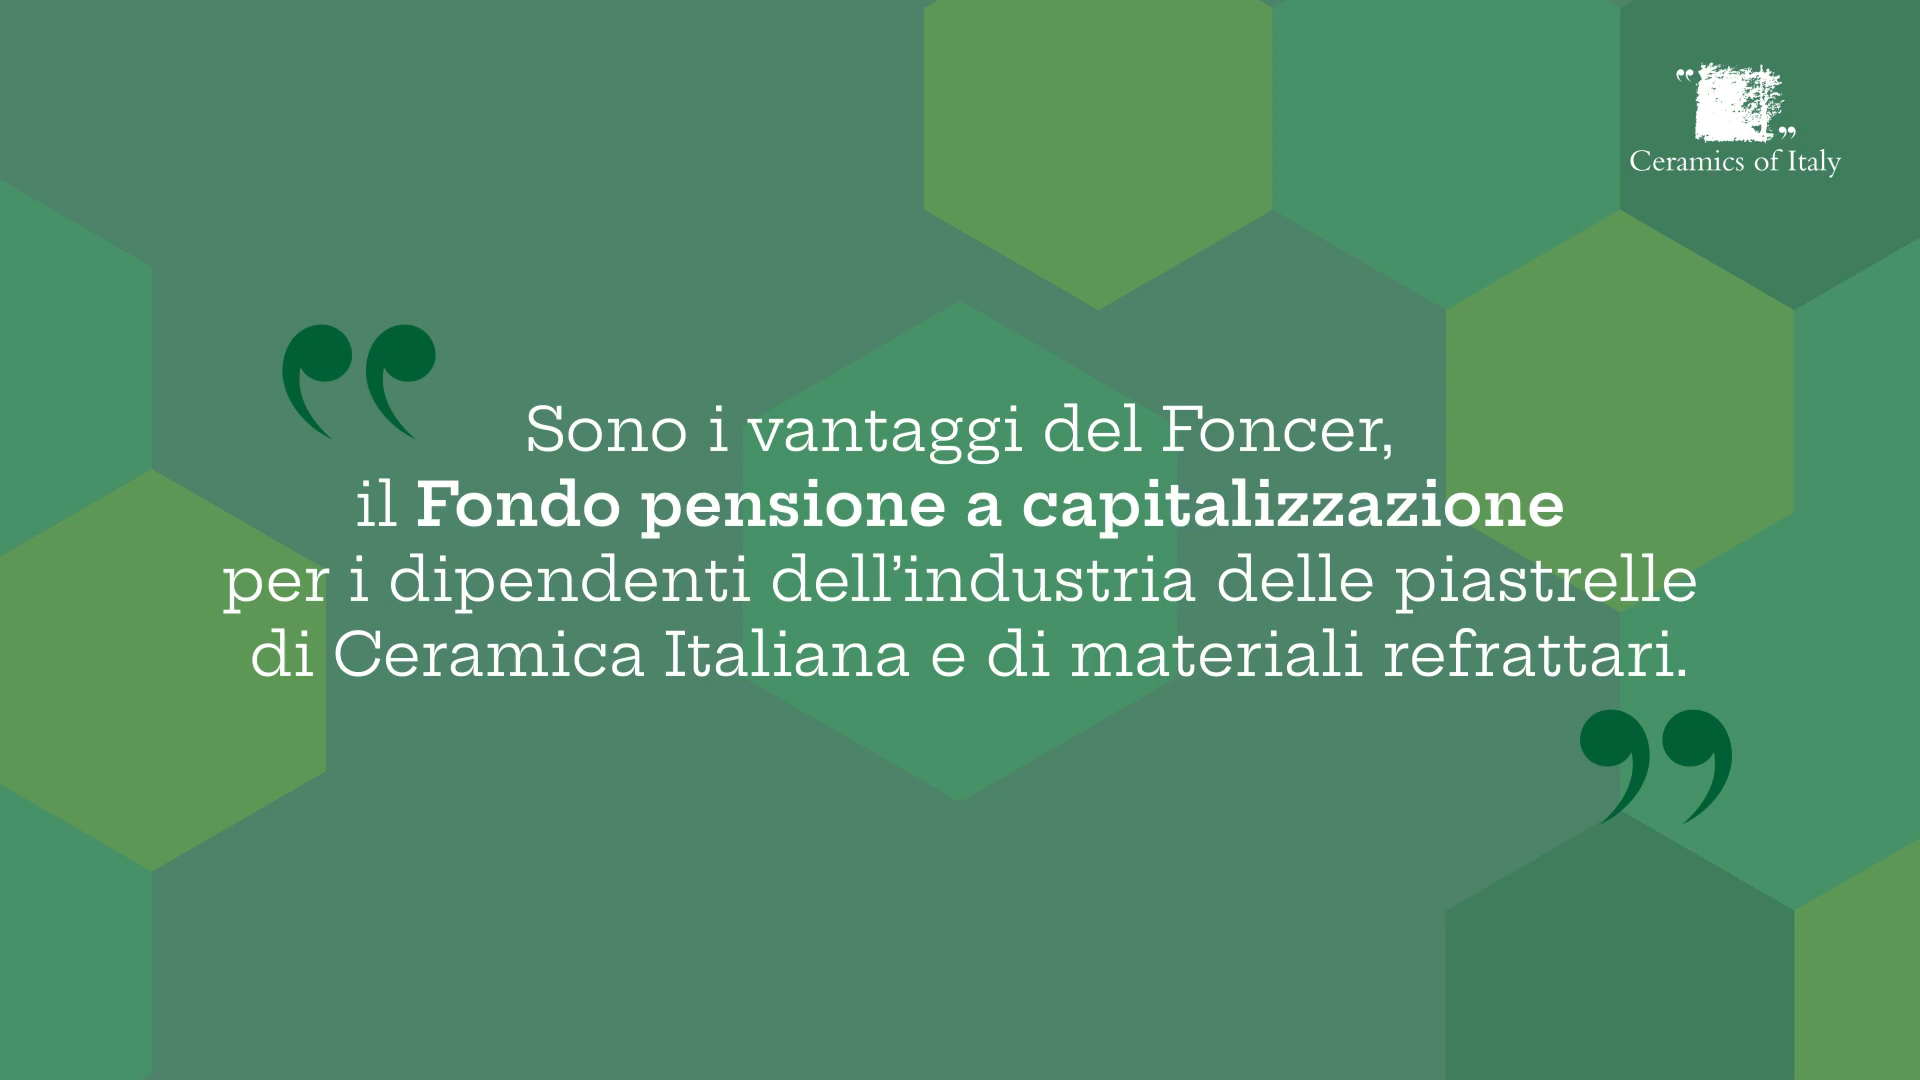 Ceramics of Italy
“
Sono i vantaggi del Foncer,
il Fondo pensione a capitalizzazione
per i dipendenti dell’industria delle piastrelle
di Ceramica Italiana e di materiali refrattari.
”